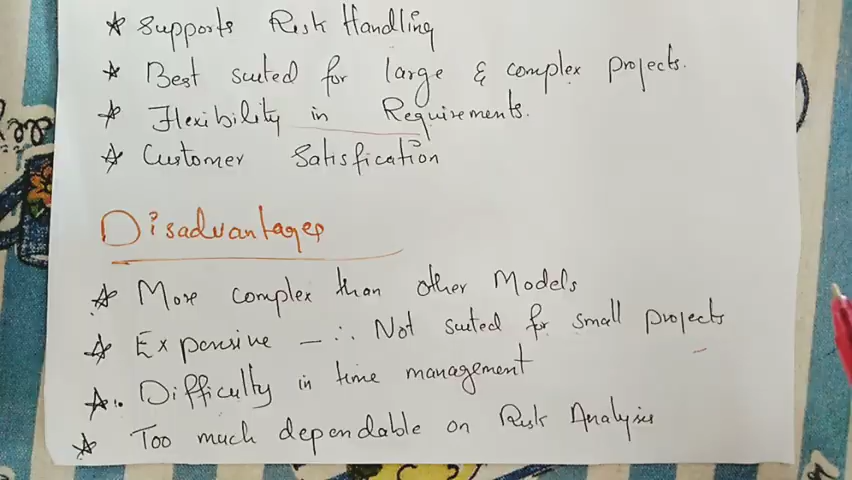 * Supports Risk Handling
* Best suited for large & complex projects.
* Flexibility in Requirements.
* Customer Satisfication
Disadvantages
* More complex than other Models
* Expensive - ∴ Not suited for small projects
* Difficulty in time management
* Too much dependable on Risk Analysis